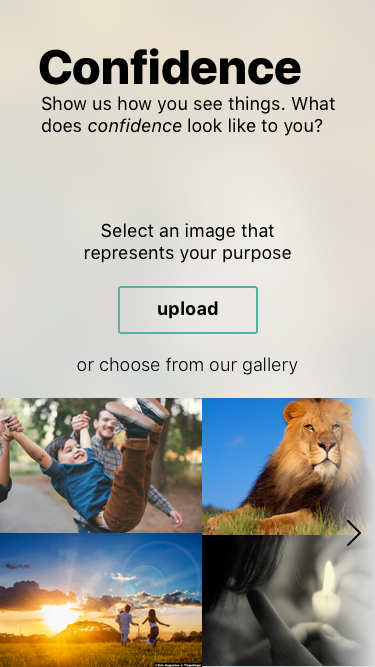 Confidence
Show us how you see things. What
does confidence look like to you?
Select an image that
represents your purpose
upload
or choose from our gallery